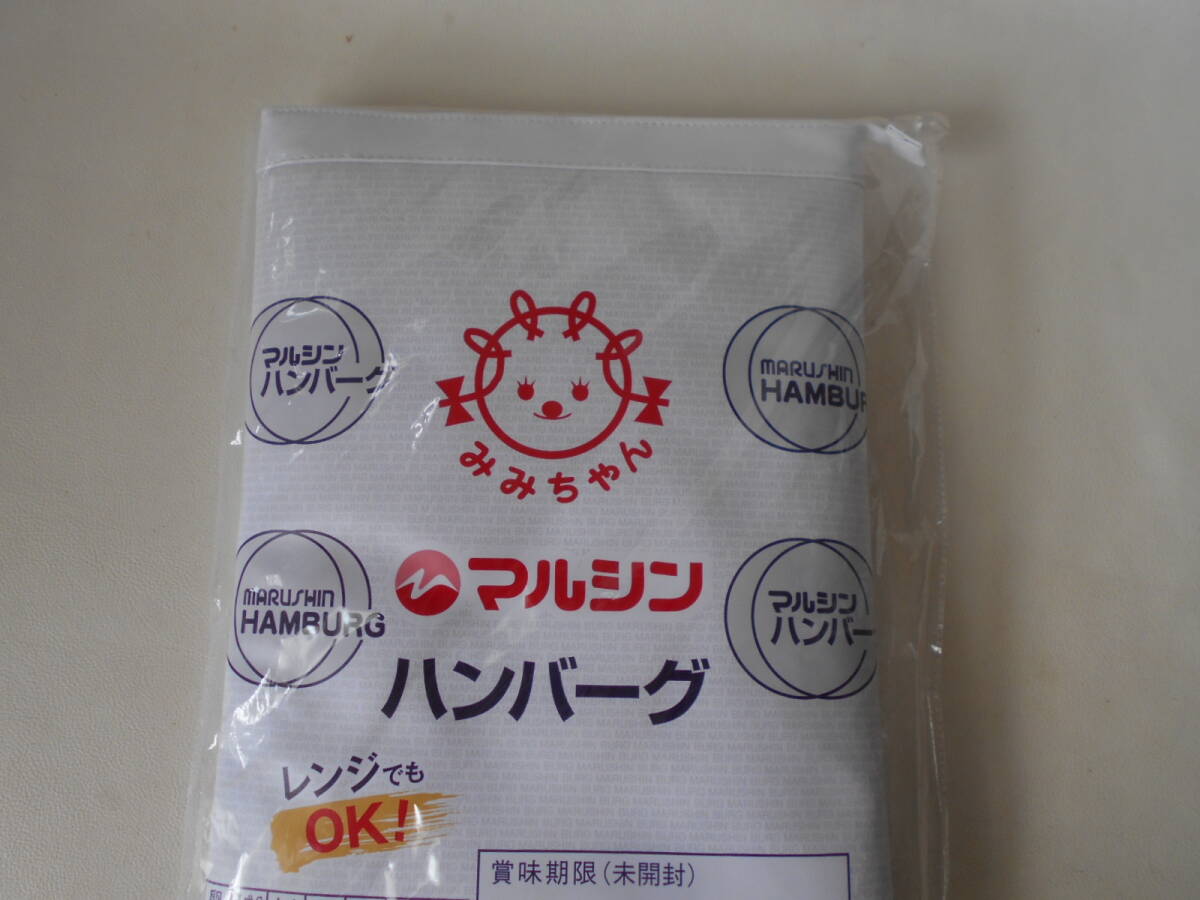 マルシン
ハンバーグ
MARUSHIN
HAMBUR
みみちゃん
MARUSHIN
HAMBURG
マルシン
マルシン
ハンバー
ハンバーグ
レンジでも
OK!
賞味期限(未開封)